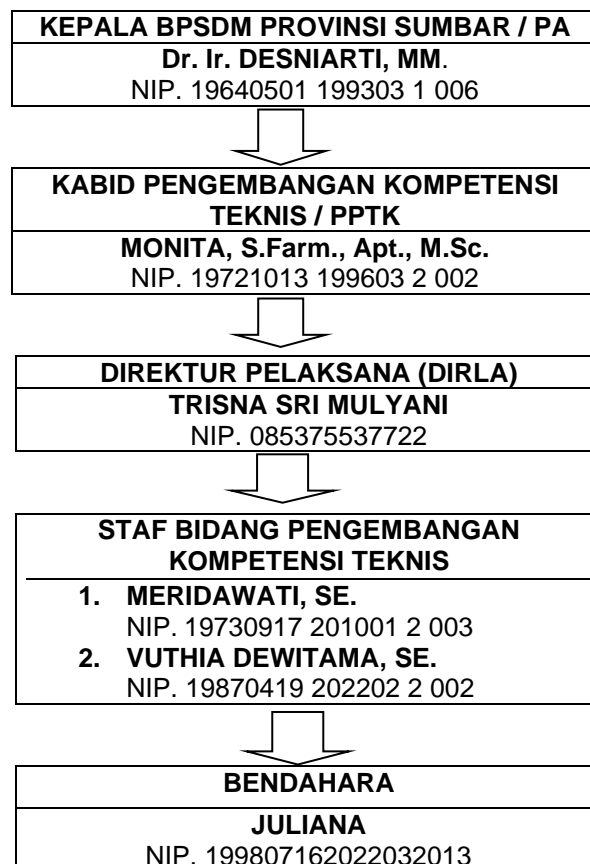 KEPALA BPSDM PROVINSI SUMBAR / PA
Dr. Ir. DESNIARTI, MM.
NIP. 19640501 199303 1 006
KABID PENGEMBANGAN KOMPETENSI
TEKNIS / PPTK
MONITA, S.Farm., Apt., M.Sc.
NIP. 19721013 199603 2 002
DIREKTUR PELAKSANA (DIRLA)
TRISNA SRI MULYANI
NIP. 085375537722
STAF BIDANG PENGEMBANGAN
KOMPETENSI TEKNIS
1. MERIDAWATI, SE.
NIP. 19730917 201001 2 003
2. VUTHIA DEWITAMA, SE.
NIP. 19870419 202202 2 002
BENDAHARA
JULIANA
NIP. 199807162022032013